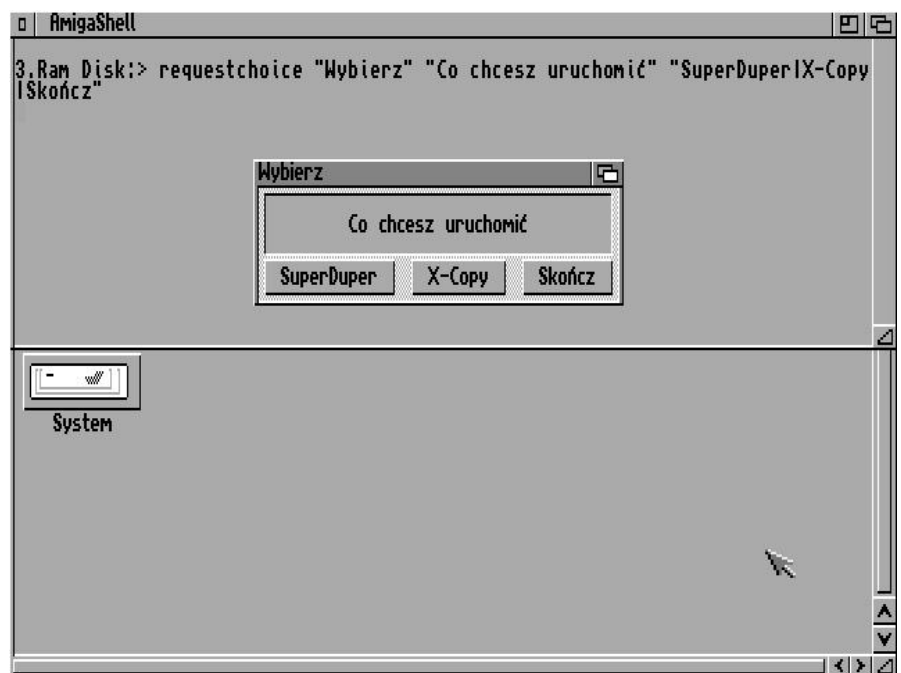 AmigaShell
3.Ram Disk:> requestchoice "Wybierz" "Co chcesz uruchomić" "SuperDuper|X-Copy
|Skończ"
Wybierz
Co chcesz uruchomić
SuperDuper X-Copy Skończ
System